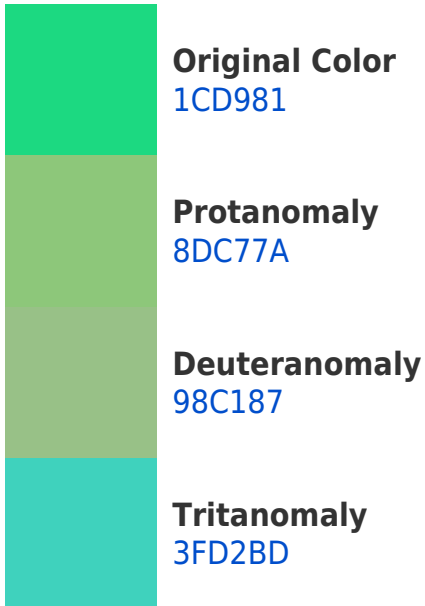 Original Color
1CD981
Protanomaly
8DC77A
Deuteranomaly
98C187
Tritanomaly
3FD2BD